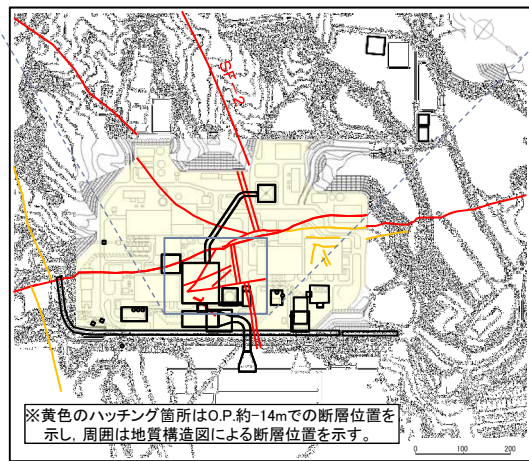 SF-2
※黄色のハッチング箇所はO.P.約-14mでの断層位置を
示し、周囲は地質構造図による断層位置を示す。
0 100 200